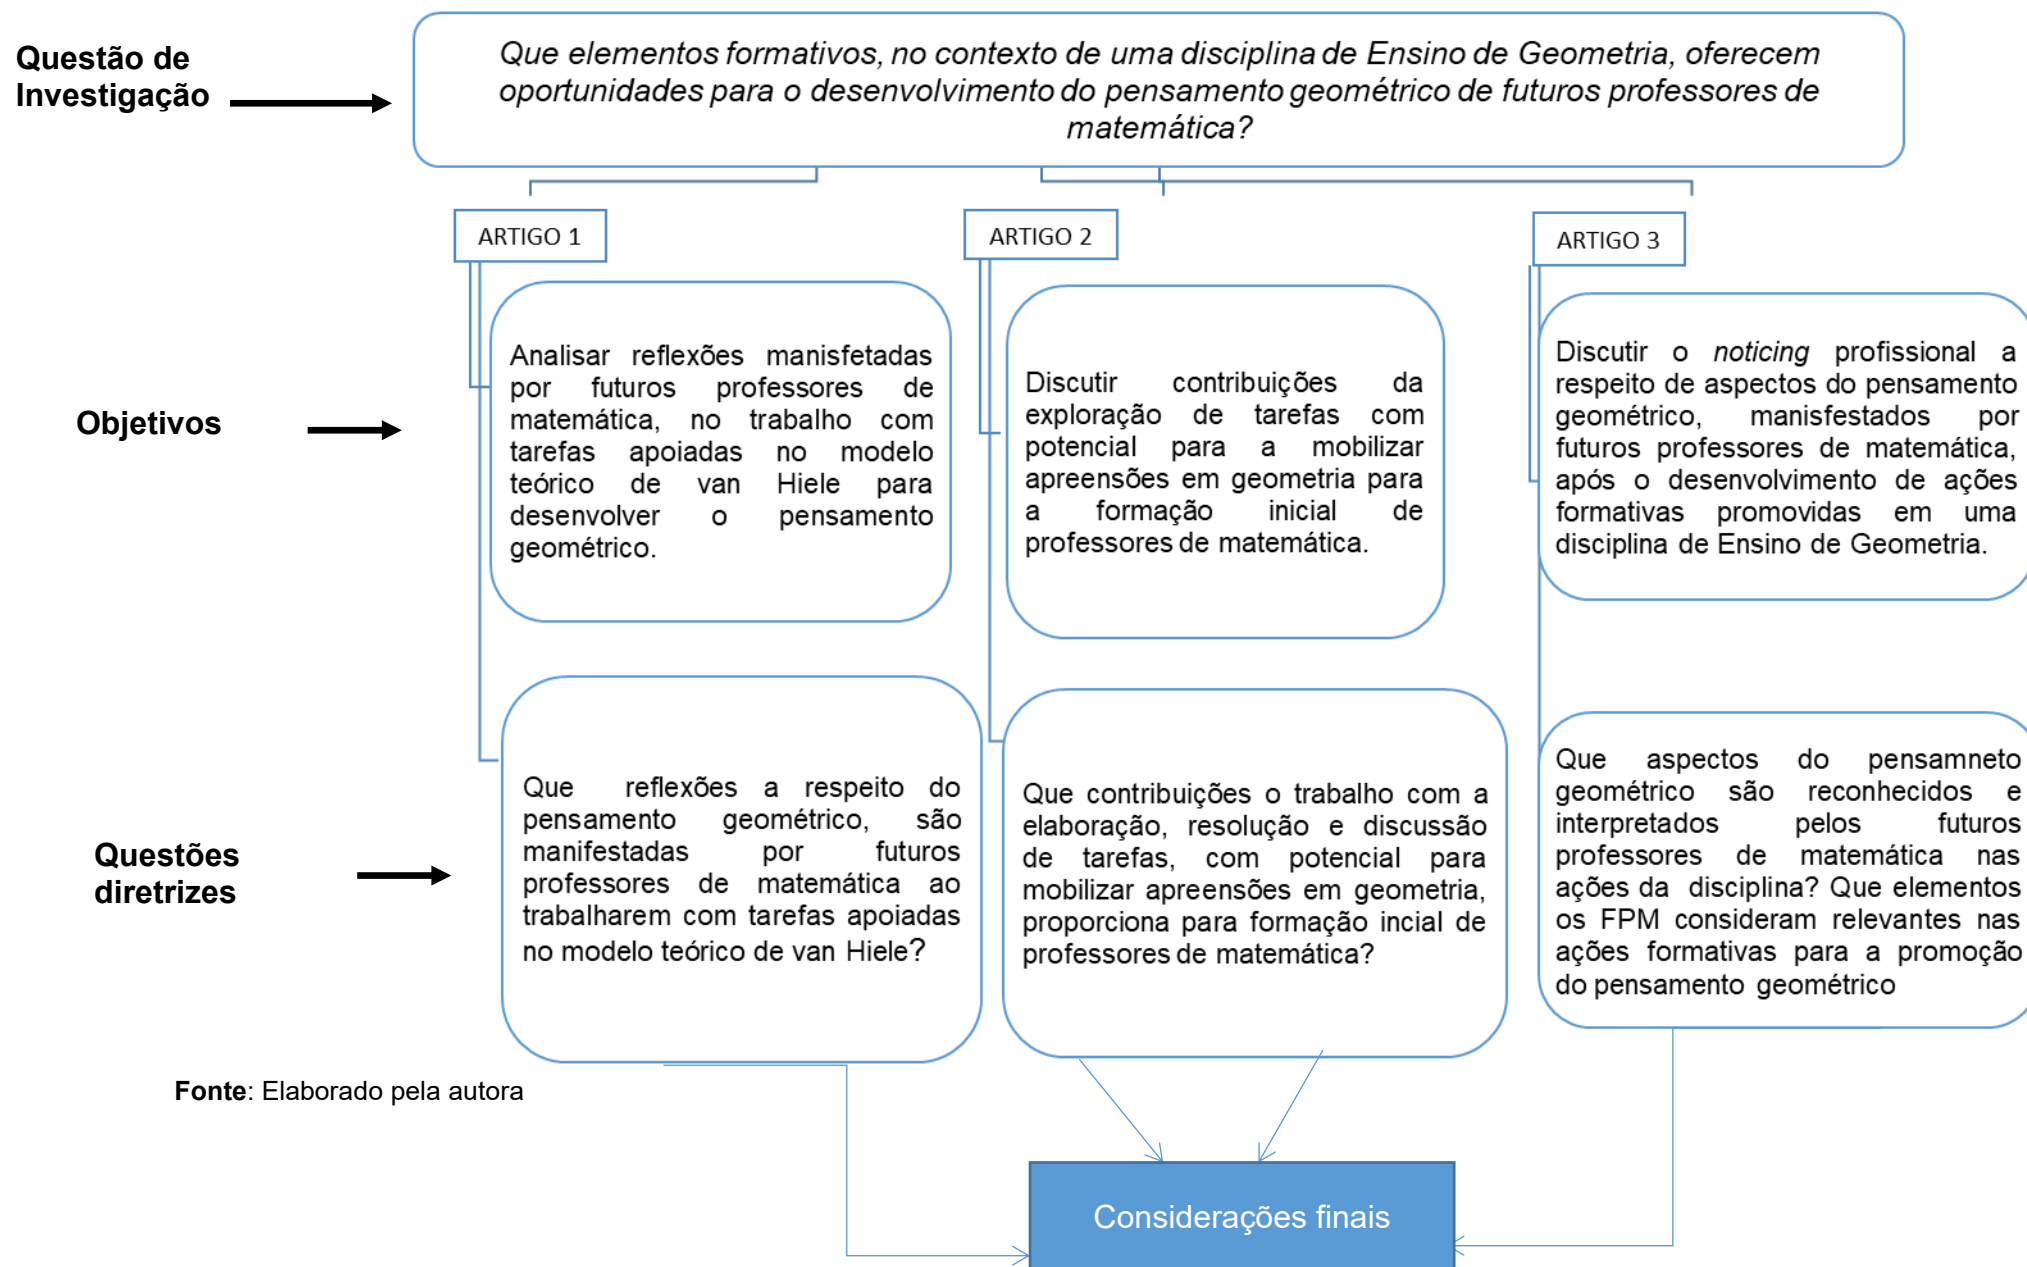 Questão de
Investigação
Que elementos formativos, no contexto de uma disciplina de Ensino de Geometria, oferecem
oportunidades para o desenvolvimento do pensamento geométrico de futuros professores de
matemática?
ARTIGO 1
ARTIGO 2
ARTIGO 3
Objetivos
Analisar reflexões manisfetadas
por futuros professores de
matemática, no trabalho com
tarefas apoiadas no modelo
teórico de van Hiele para
desenvolver o pensamento
geométrico.
Discutir contribuições da
exploração de tarefas com
potencial para a mobilizar
apreensões em geometria para
a formação inicial de
professores de matemática.
Discutir o noticing profissional a
respeito de aspectos do pensamento
geométrico, manisfestados por
futuros professores de matemática,
após o desenvolvimento de ações
formativas promovidas em uma
disciplina de Ensino de Geometria.
Questões
diretrizes
Que reflexões a respeito do
pensamento geométrico, são
manifestadas por futuros
professores de matemática ao
trabalharem com tarefas apoiadas
no modelo teórico de van Hiele?
Que contribuições o trabalho com a
elaboração, resolução e discussão
de tarefas, com potencial para
mobilizar apreensões em geometria,
proporciona para formação incial de
professores de matemática?
Que aspectos do pensamneto
geométrico são reconhecidos e
interpretados pelos futuros
professores de matemática nas
ações da disciplina? Que elementos
os FPM consideram relevantes nas
ações formativas para a promoção
do pensamento geométrico
Fonte: Elaborado pela autora
Considerações finais